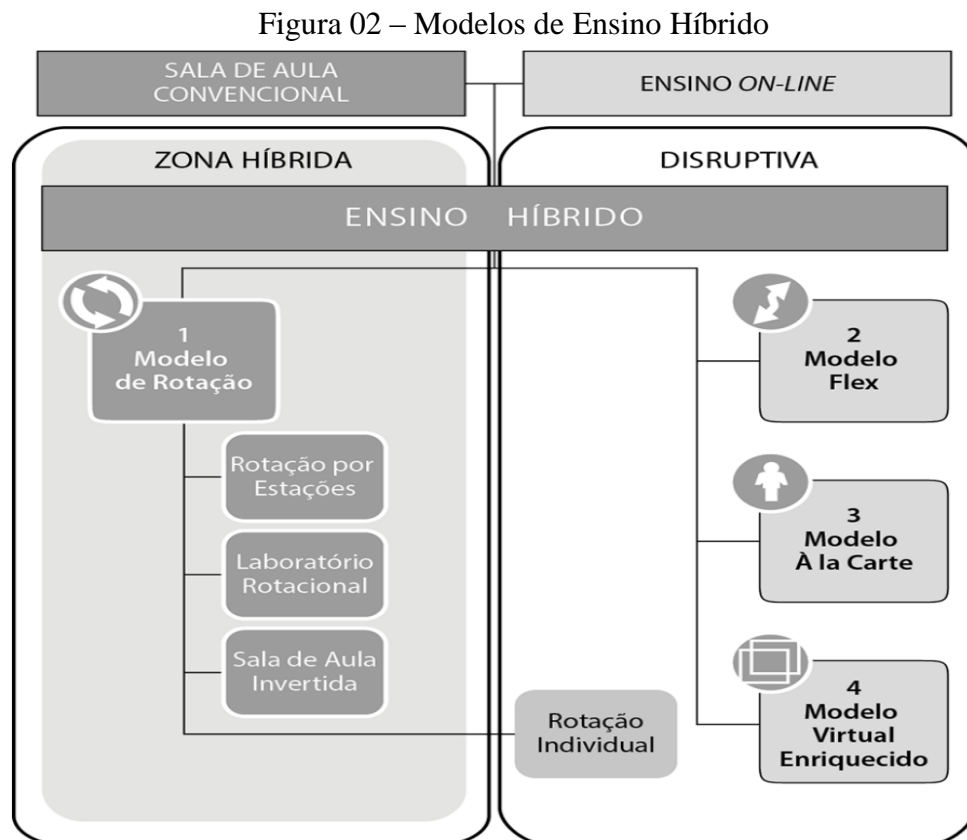 Figura 02 – Modelos de Ensino Híbrido
SALA DE AULA
CONVENCIONAL
ENSINO ON-LINE
ZONA HÍBRIDA
DISRUPTIVA
ENSINO HÍBRIDO
1
Modelo
de Rotação
Rotação por
Estações
Laboratório
Rotacional
Sala de Aula
Invertida
Rotação
Individual
2
Modelo
Flex
3
Modelo
À la Carte
4
Modelo
Virtual
Enriquecido